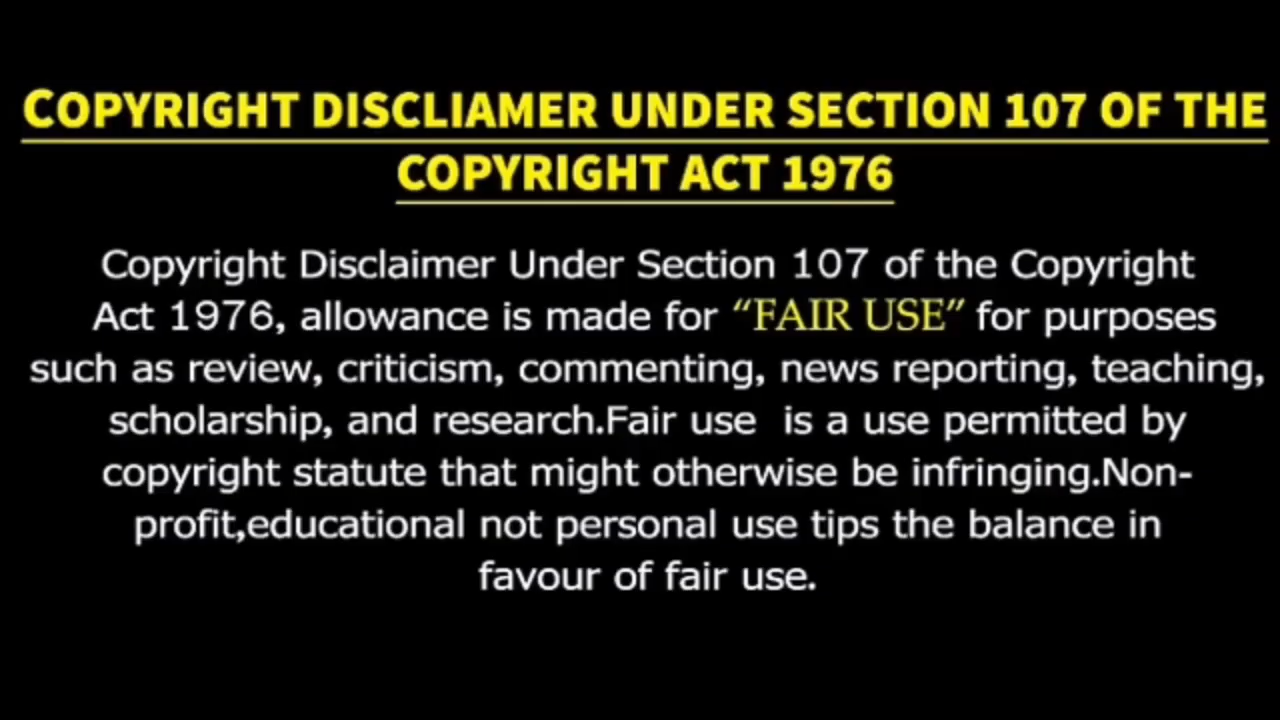 COPYRIGHT DISCLIAMER UNDER SECTION 107 OF THE
COPYRIGHT ACT 1976
Copyright Disclaimer Under Section 107 of the Copyright
Act 1976, allowance is made for “FAIR USE” for purposes
such as review, criticism, commenting, news reporting, teaching,
scholarship, and research.Fair use  is a use permitted by
copyright statute that might otherwise be infringing.Non-
profit,educational not personal use tips the balance in
favour of fair use.